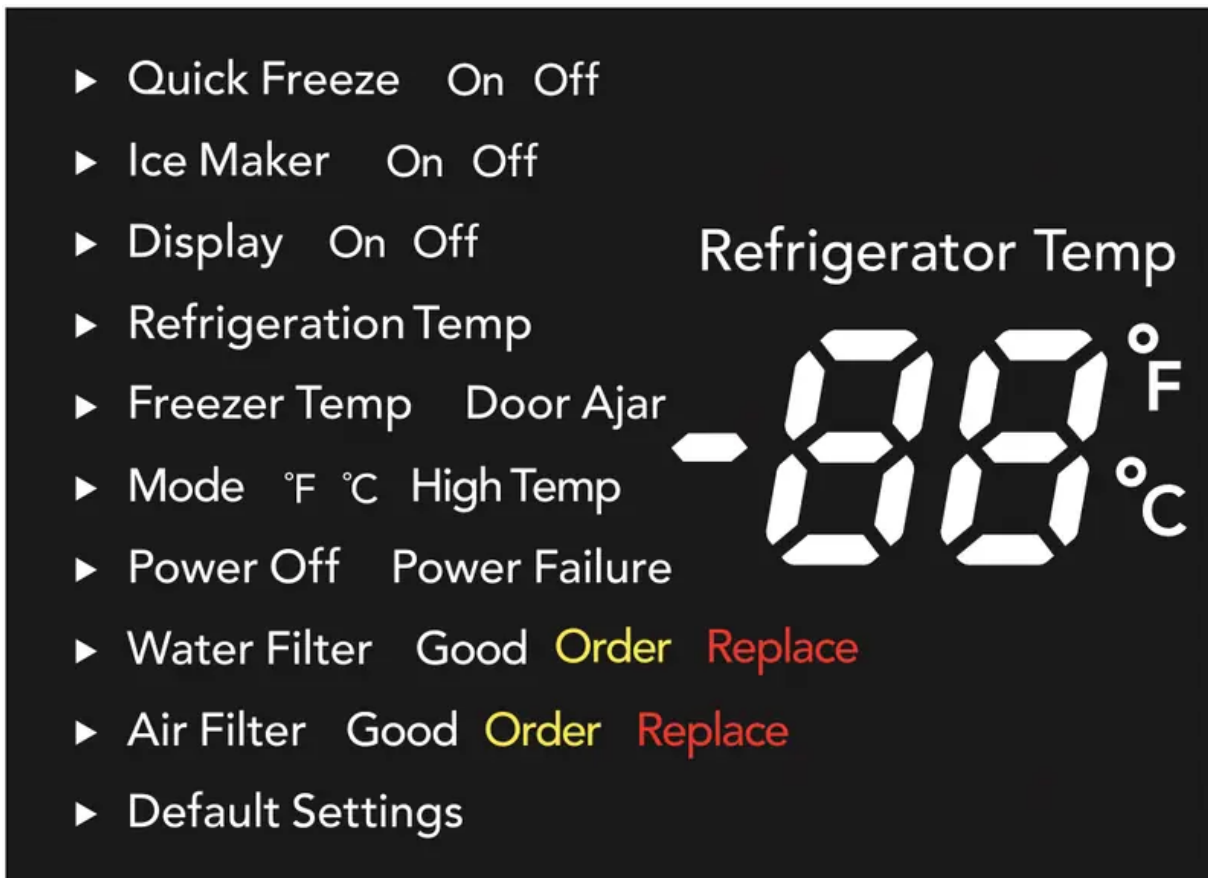 ▶ Quick Freeze On Off
▶ Ice Maker On Off
▶ Display On Off
Refrigerator Temp
▶ Refrigeration Temp
-88 °F °C
▶ Freezer Temp Door Ajar
▶ Mode °F °C High Temp
▶ Power Off Power Failure
▶ Water Filter Good Order Replace
▶ Air Filter Good Order Replace
▶ Default Settings